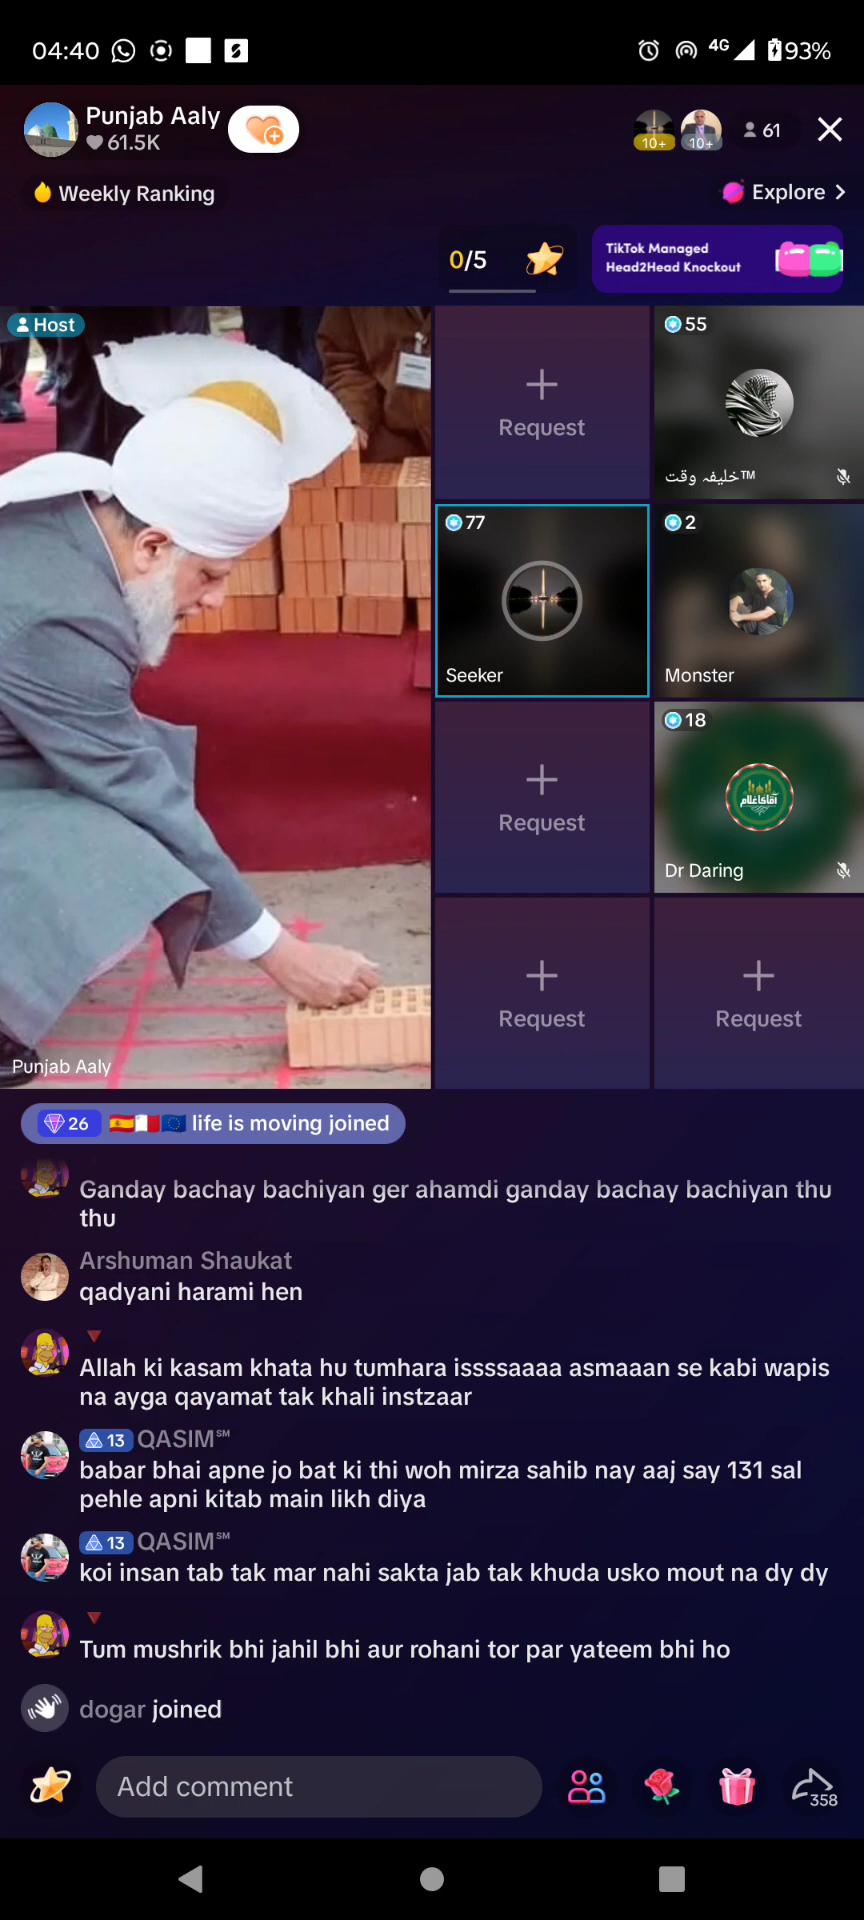 04:40
4G
93%
Punjab Aaly
61.5K
10+
10+
61
Weekly Ranking
Explore
0/5
TikTok Managed
Head2Head Knockout
Host
Punjab Aaly
Request
55
خلیفہ وقت™
77
Seeker
2
Monster
Request
18
آقا کا غلام
Dr Daring
Request
Request
26 life is moving joined
Ganday bachay bachiyan ger ahamdi ganday bachay bachiyan thu
thu
Arshuman Shaukat
qadyani harami hen
Allah ki kasam khata hu tumhara issssaaaa asmaaan se kabi wapis
na ayga qayamat tak khali instzaar
13 QASIM℠
babar bhai apne jo bat ki thi woh mirza sahib nay aaj say 131 sal
pehle apni kitab main likh diya
13 QASIM℠
koi insan tab tak mar nahi sakta jab tak khuda usko mout na dy dy
Tum mushrik bhi jahil bhi aur rohani tor par yateem bhi ho
dogar joined
Add comment
358